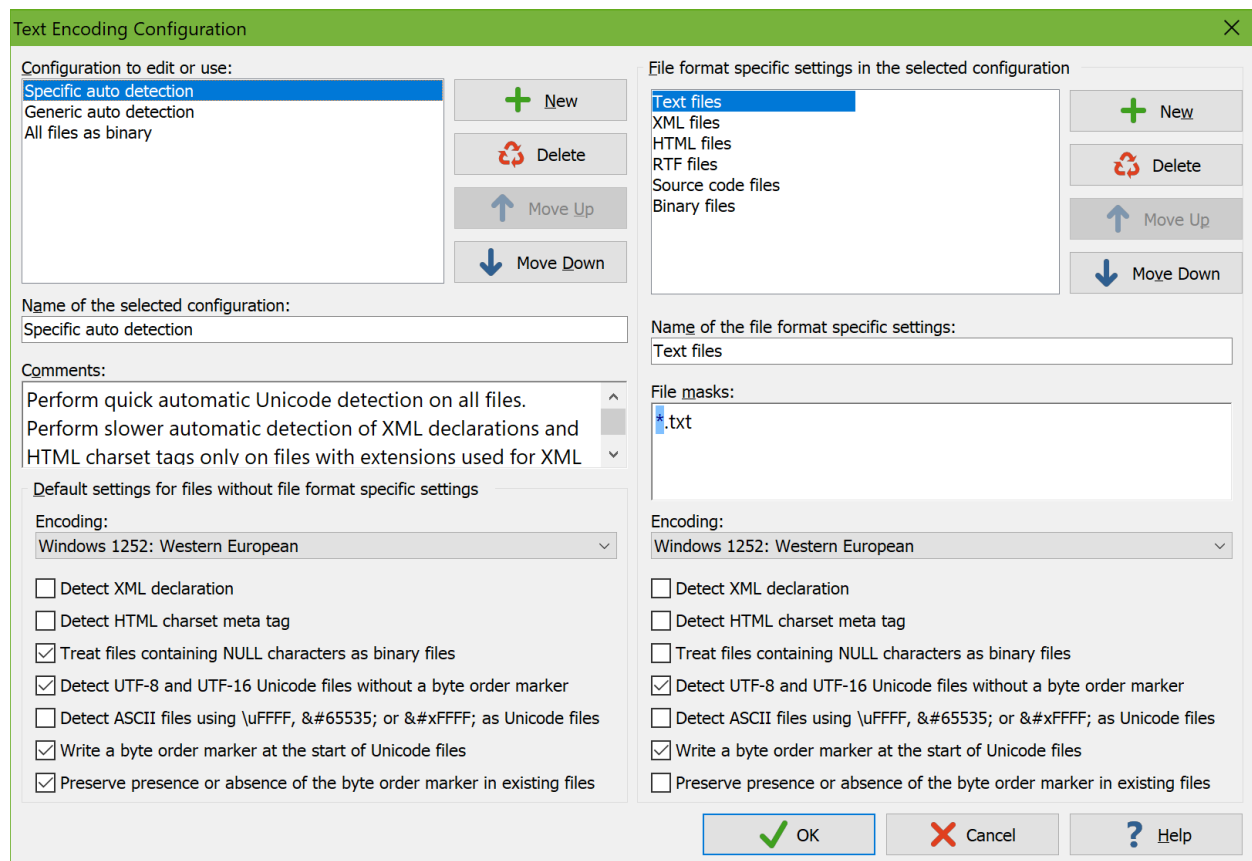 Text Encoding Configuration
Configuration to edit or use:
Specific auto detection
Generic auto detection
All files as binary
New
Delete
Move Up
Move Down
Name of the selected configuration:
Specific auto detection
Comments:
Perform quick automatic Unicode detection on all files.
Perform slower automatic detection of XML declarations and
HTML charset tags only on files with extensions used for XML
Default settings for files without file format specific settings
Encoding:
Windows 1252: Western European
Detect XML declaration
Detect HTML charset meta tag
Treat files containing NULL characters as binary files
Detect UTF-8 and UTF-16 Unicode files without a byte order marker
Detect ASCII files using \uFFFF, &#65535; or &#xFFFF; as Unicode files
Write a byte order marker at the start of Unicode files
Preserve presence or absence of the byte order marker in existing files
File format specific settings in the selected configuration
Text files
XML files
HTML files
RTF files
Source code files
Binary files
New
Delete
Move Up
Move Down
Name of the file format specific settings:
Text files
File masks:
*.txt
Encoding:
Windows 1252: Western European
Detect XML declaration
Detect HTML charset meta tag
Treat files containing NULL characters as binary files
Detect UTF-8 and UTF-16 Unicode files without a byte order marker
Detect ASCII files using \uFFFF, &#65535; or &#xFFFF; as Unicode files
Write a byte order marker at the start of Unicode files
Preserve presence or absence of the byte order marker in existing files
OK
Cancel
Help